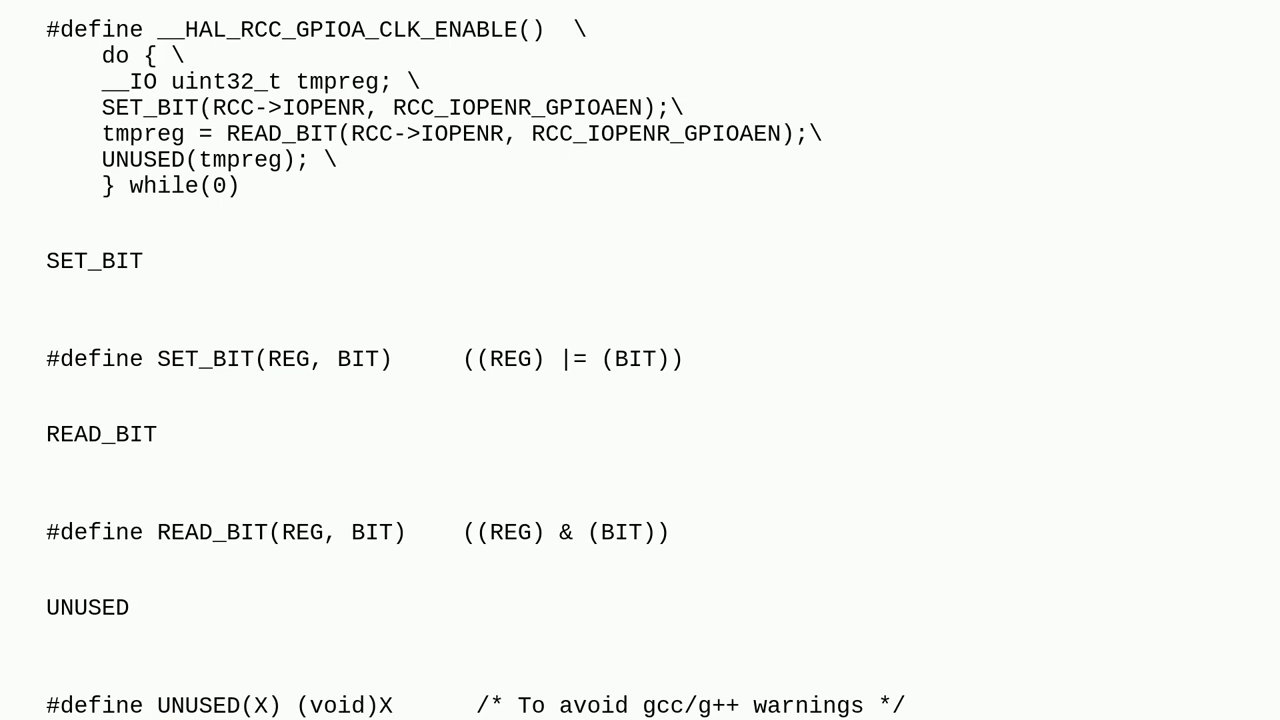 #define __HAL_RCC_GPIOA_CLK_ENABLE()  \
    do { \
    __IO uint32_t tmpreg; \
    SET_BIT(RCC->IOPENR, RCC_IOPENR_GPIOAEN);\
    tmpreg = READ_BIT(RCC->IOPENR, RCC_IOPENR_GPIOAEN);\
    UNUSED(tmpreg); \
    } while(0)
SET_BIT
#define SET_BIT(REG, BIT)     ((REG) |= (BIT))
READ_BIT
#define READ_BIT(REG, BIT)    ((REG) & (BIT))
UNUSED
#define UNUSED(X) (void)X      /* To avoid gcc/g++ warnings */